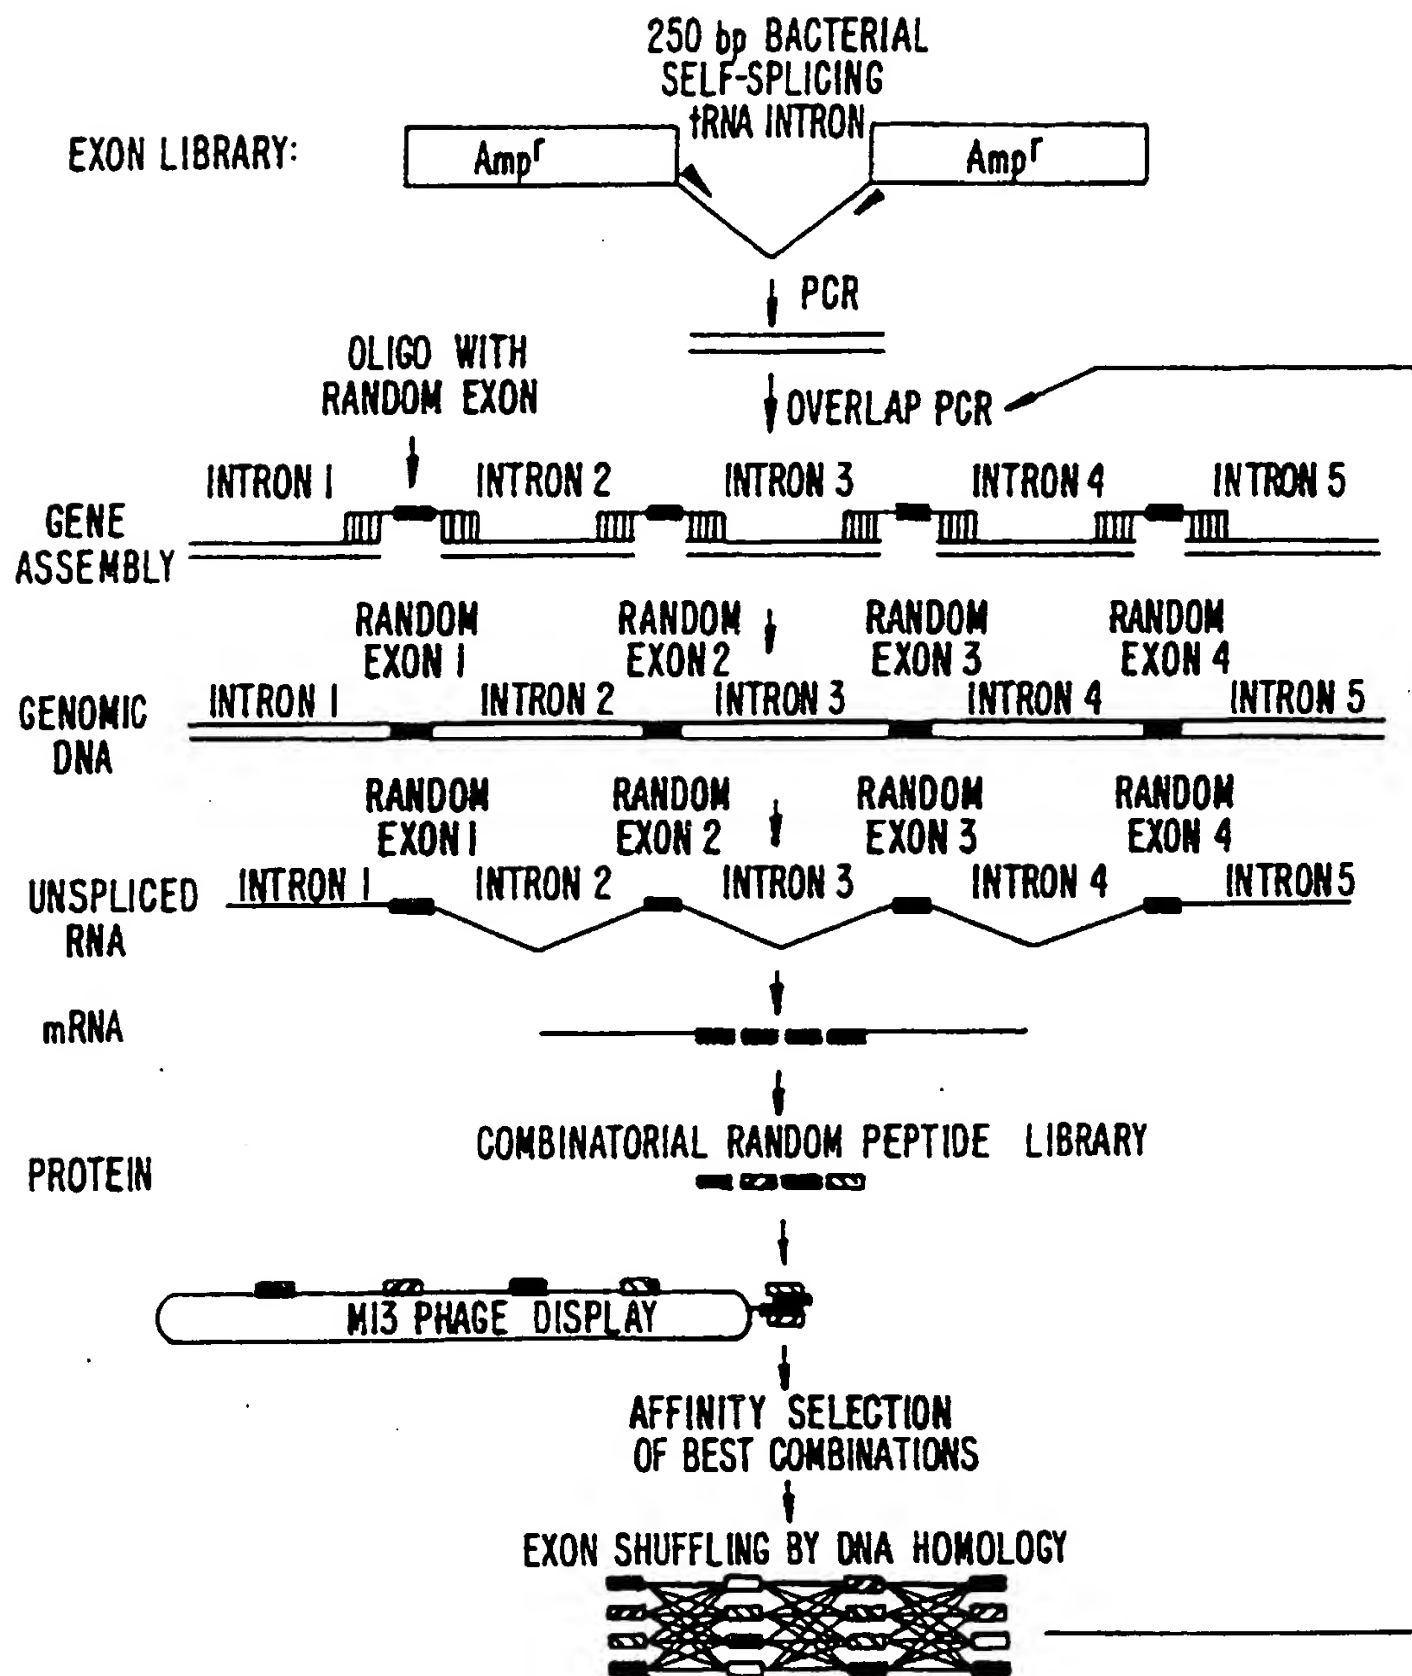 250 bp BACTERIAL
SELF-SPLICING
tRNA INTRON
EXON LIBRARY:
Ampr
Ampr
PCR
OLIGO WITH
RANDOM EXON
OVERLAP PCR
INTRON 1
INTRON 2
INTRON 3
INTRON 4
INTRON 5
GENE
ASSEMBLY
RANDOM
EXON 1
RANDOM
EXON 2
RANDOM
EXON 3
RANDOM
EXON 4
INTRON 1
INTRON 2
INTRON 3
INTRON 4
INTRON 5
GENOMIC
DNA
RANDOM
EXON 1
RANDOM
EXON 2
RANDOM
EXON 3
RANDOM
EXON 4
INTRON 1
INTRON 2
INTRON 3
INTRON 4
INTRON 5
UNSPLICED
RNA
mRNA
COMBINATORIAL RANDOM PEPTIDE LIBRARY
PROTEIN
M13 PHAGE DISPLAY
AFFINITY SELECTION
OF BEST COMBINATIONS
EXON SHUFFLING BY DNA HOMOLOGY